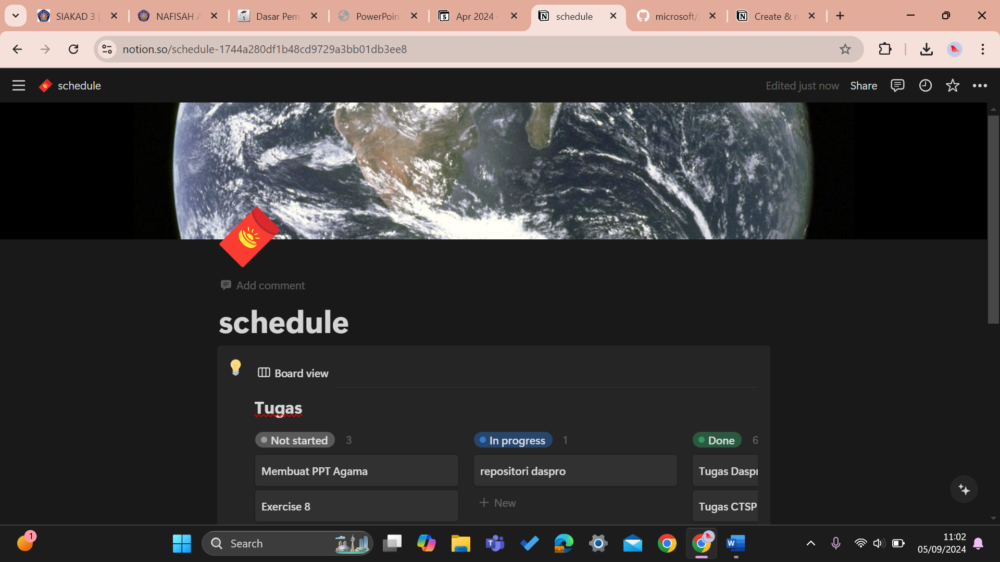 SIAKAD 3
NAFISAH A
Dasar Pem
PowerPoin
Apr 2024
schedule
microsoft/
Create &
notion.so/schedule-1744a280df1b48cd9729a3bb01db3ee8
schedule
Edited just now
Share
Add comment
schedule
Board view
Tugas
Not started 3
In progress 1
Done 6
Membuat PPT Agama
repositori daspro
Tugas Daspr
Exercise 8
+ New
Tugas CTSP
1
Search
11:02
05/09/2024